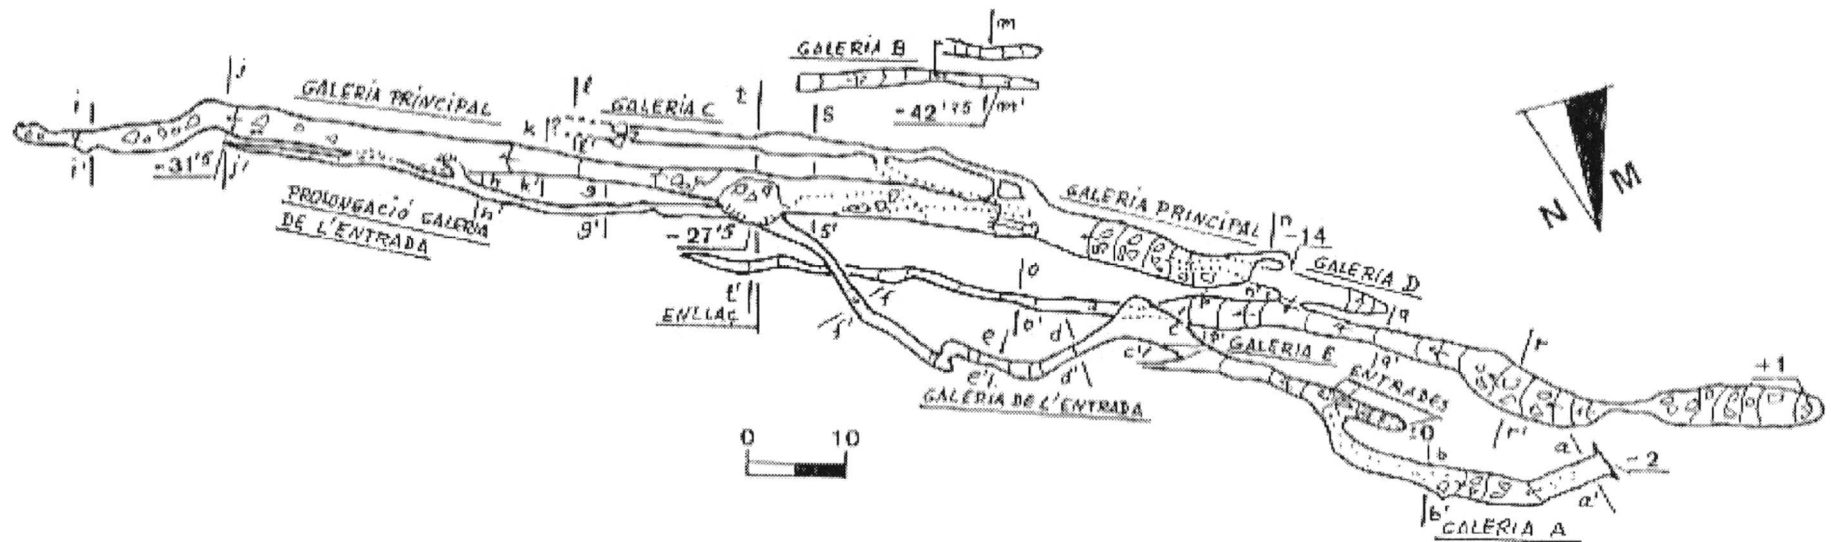 m
GALERIA B
j
l
GALERIA C
t
GALERIA PRINCIPAL
i
k
?
S
-42'75
m'
l'
i'
-31'5
j'
h
k'
g
PROLONGACIÓ GALERIA
DE L'ENTRADA
h'
g'
-27'5
S'
GALERIA PRINCIPAL
n
-14
GALERIA D
N
M
t'
ENLLAÇ
f
f'
o
o'
e
d
c
c'
n'
p
p'
q
q'
e'
d'
GALERIA E
ENTRADES
GALERIA DE L'ENTRADA
r
+1
r'
±0
0
10
b
a
-2
b'
a'
GALERIA A